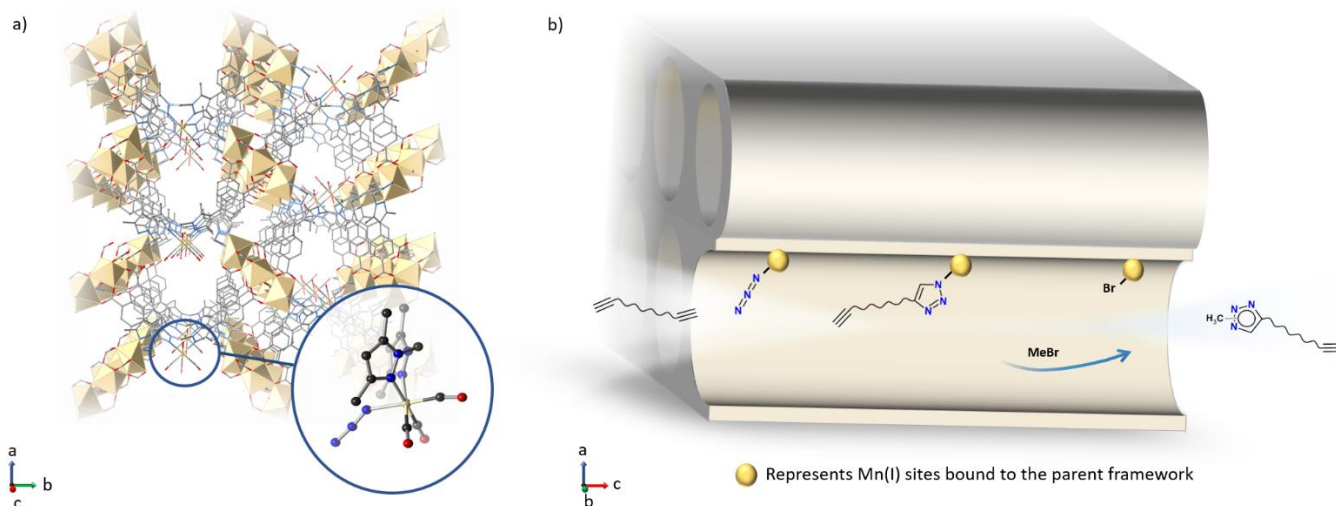 a)
b)
N
N
N
N
N
N
Br
MeBr
H₃C
N
N
N
a
b
c
a
c
b
Represents Mn(I) sites bound to the parent framework